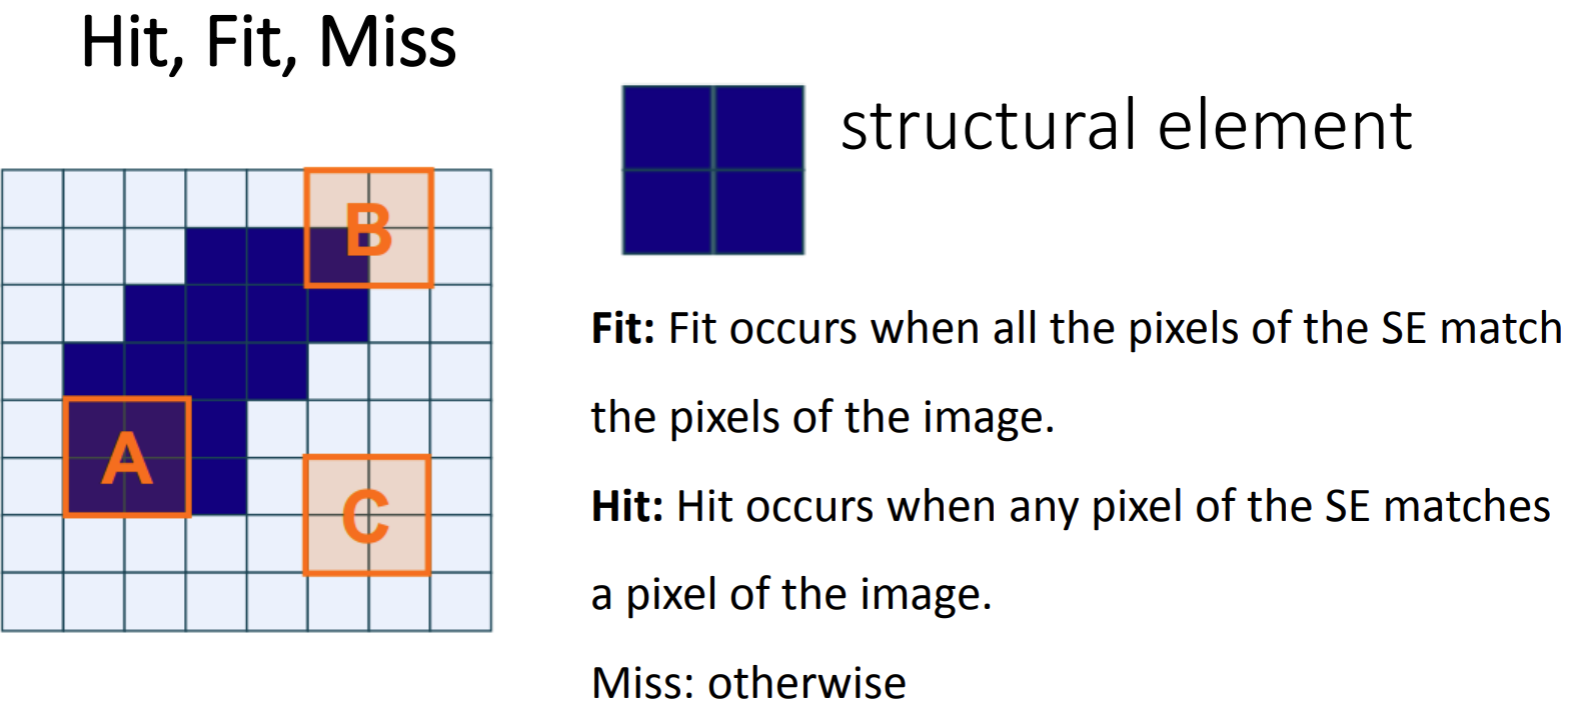 Hit, Fit, Miss
structural element
B
A
C
Fit: Fit occurs when all the pixels of the SE match
the pixels of the image.
Hit: Hit occurs when any pixel of the SE matches
a pixel of the image.
Miss: otherwise